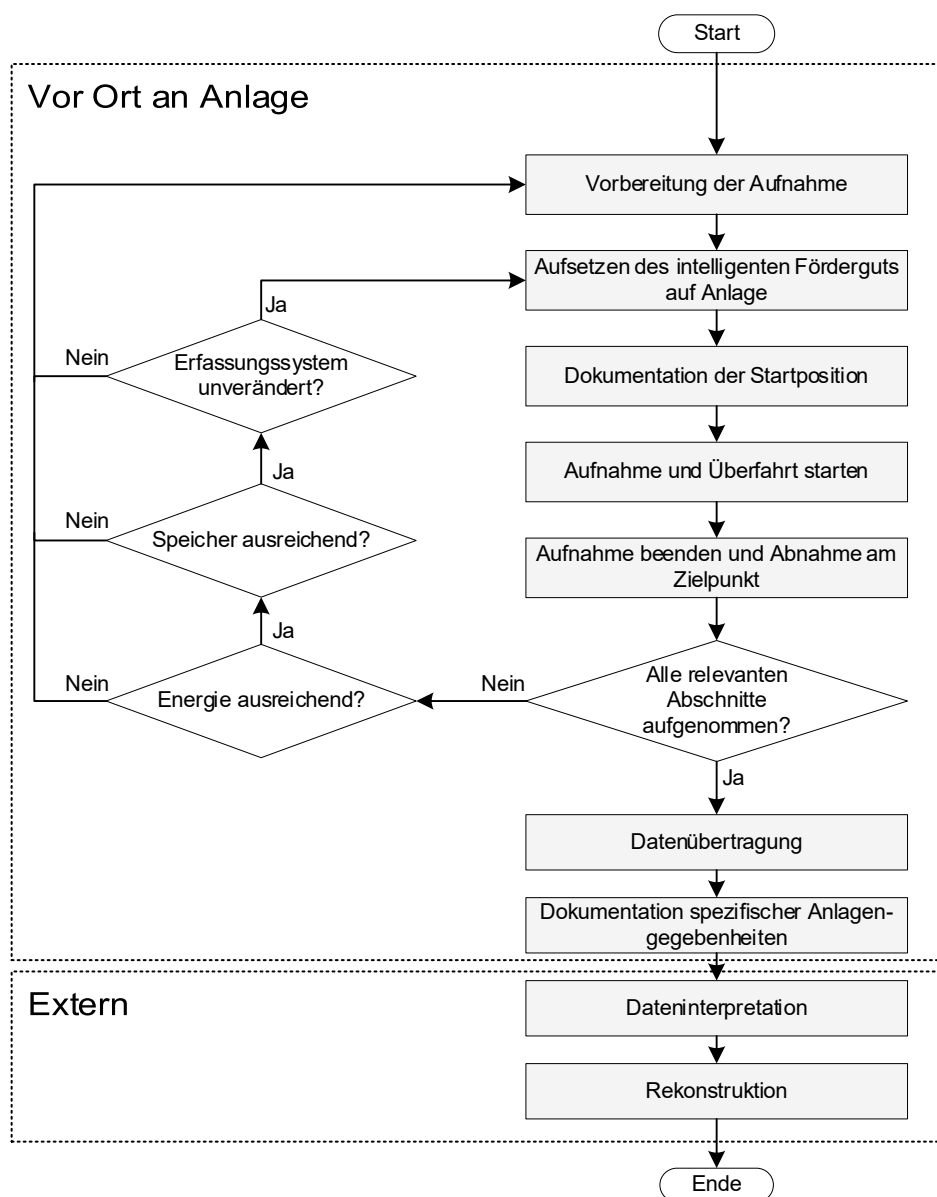 Start
Vor Ort an Anlage
Vorbereitung der Aufnahme
Aufsetzen des intelligenten Förderguts
auf Anlage
Ja
Nein
Erfassungssystem
unverändert?
Dokumentation der Startposition
Ja
Aufnahme und Überfahrt starten
Nein
Speicher ausreichend?
Aufnahme beenden und Abnahme am
Zielpunkt
Ja
Nein
Energie ausreichend?
Nein
Alle relevanten
Abschnitte
aufgenommen?
Ja
Datenübertragung
Dokumentation spezifischer Anlagen-
gegebenheiten
Extern
Dateninterpretation
Rekonstruktion
Ende